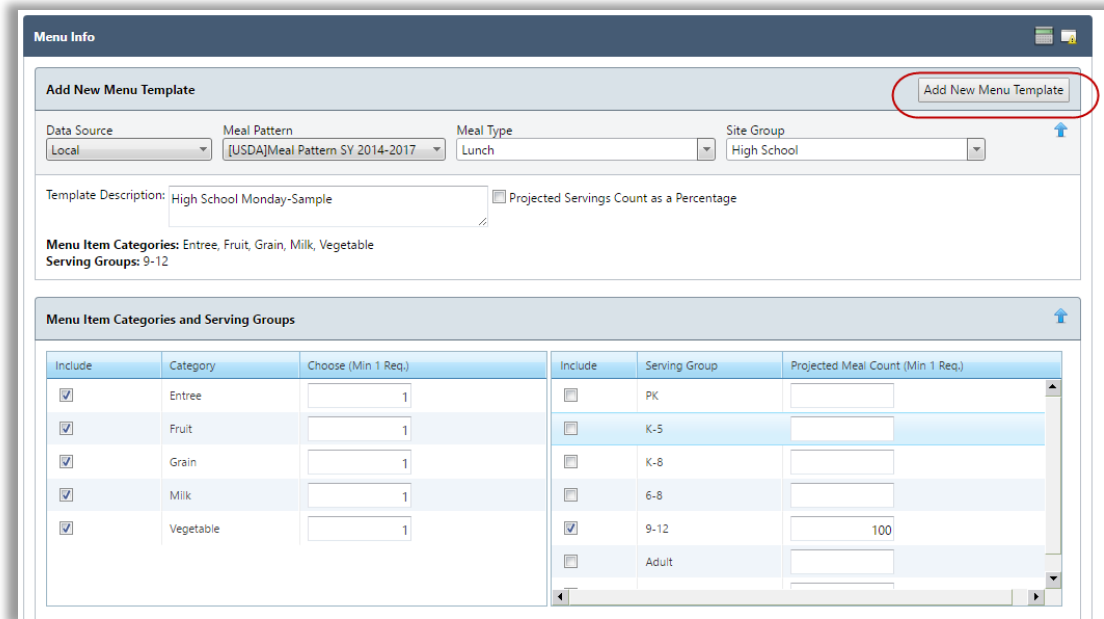 Menu Info
Add New Menu Template
Add New Menu Template
Data Source
Meal Pattern
Meal Type
Site Group
Local
[USDA]Meal Pattern SY 2014-2017
Lunch
High School
Template Description:
High School Monday-Sample
Projected Servings Count as a Percentage
Menu Item Categories: Entree, Fruit, Grain, Milk, Vegetable
Serving Groups: 9-12
Menu Item Categories and Serving Groups
Include Category Choose (Min 1 Req.)
Entree 1
Fruit 1
Grain 1
Milk 1
Vegetable 1
Include Serving Group Projected Meal Count (Min 1 Req.)
PK
K-5
K-8
6-8
9-12 100
Adult